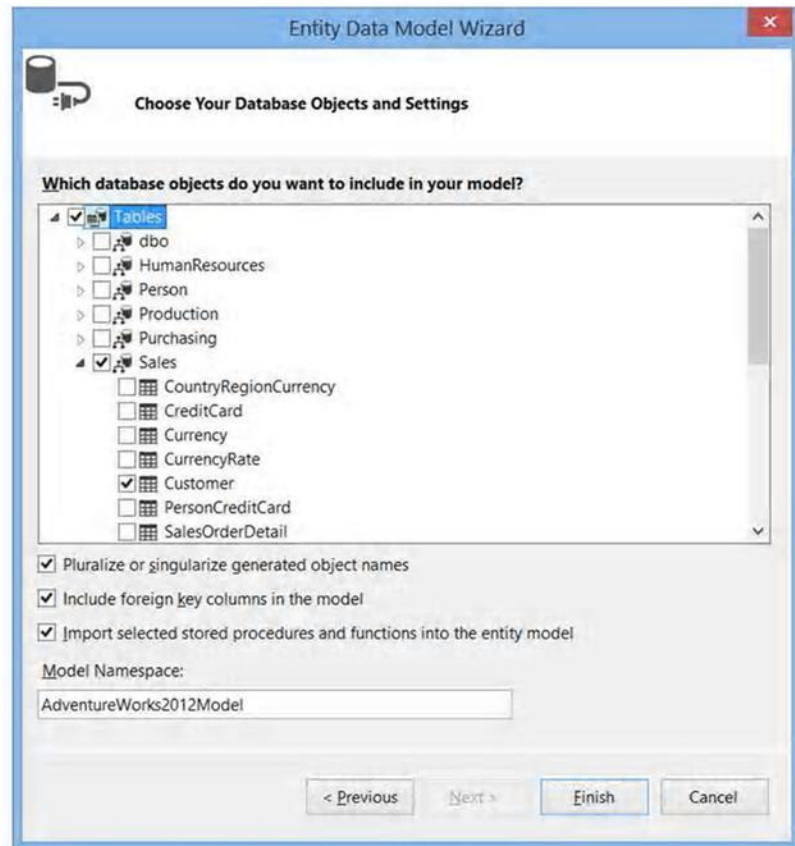 Entity Data Model Wizard
Choose Your Database Objects and Settings
Which database objects do you want to include in your model?
Tables
dbo
HumanResources
Person
Production
Purchasing
Sales
CountryRegionCurrency
CreditCard
Currency
CurrencyRate
Customer
PersonCreditCard
SalesOrderDetail
Pluralize or singularize generated object names
Include foreign key columns in the model
Import selected stored procedures and functions into the entity model
Model Namespace:
AdventureWorks2012Model
< Previous Next > Finish Cancel